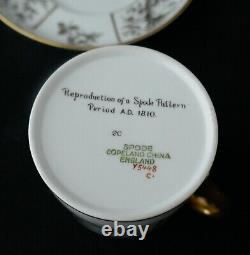 Reproduction of a Spode Pattern
Period A.D. 1810.
2C
SPODE
COPELAND CHINA
ENGLAND
Y5448
C.